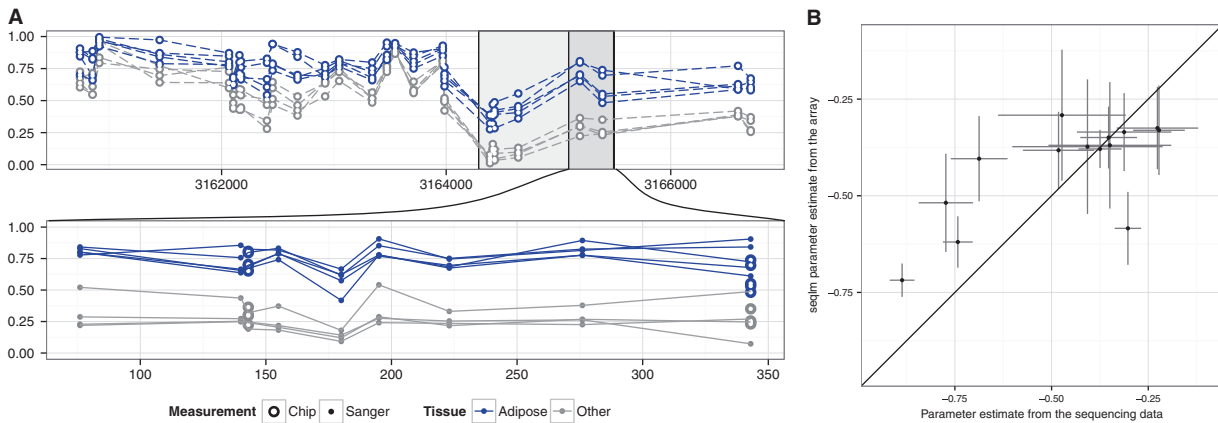 A
1.00
0.75
0.50
0.25
0.00
3162000 3164000 3166000
1.00
0.75
0.50
0.25
0.00
100 150 200 250 300 350
Measurement Chip Sanger Tissue Adipose Other
B
seqlm parameter estimate from the array
−0.25
−0.50
−0.75
−0.75 −0.50 −0.25
Parameter estimate from the sequencing data